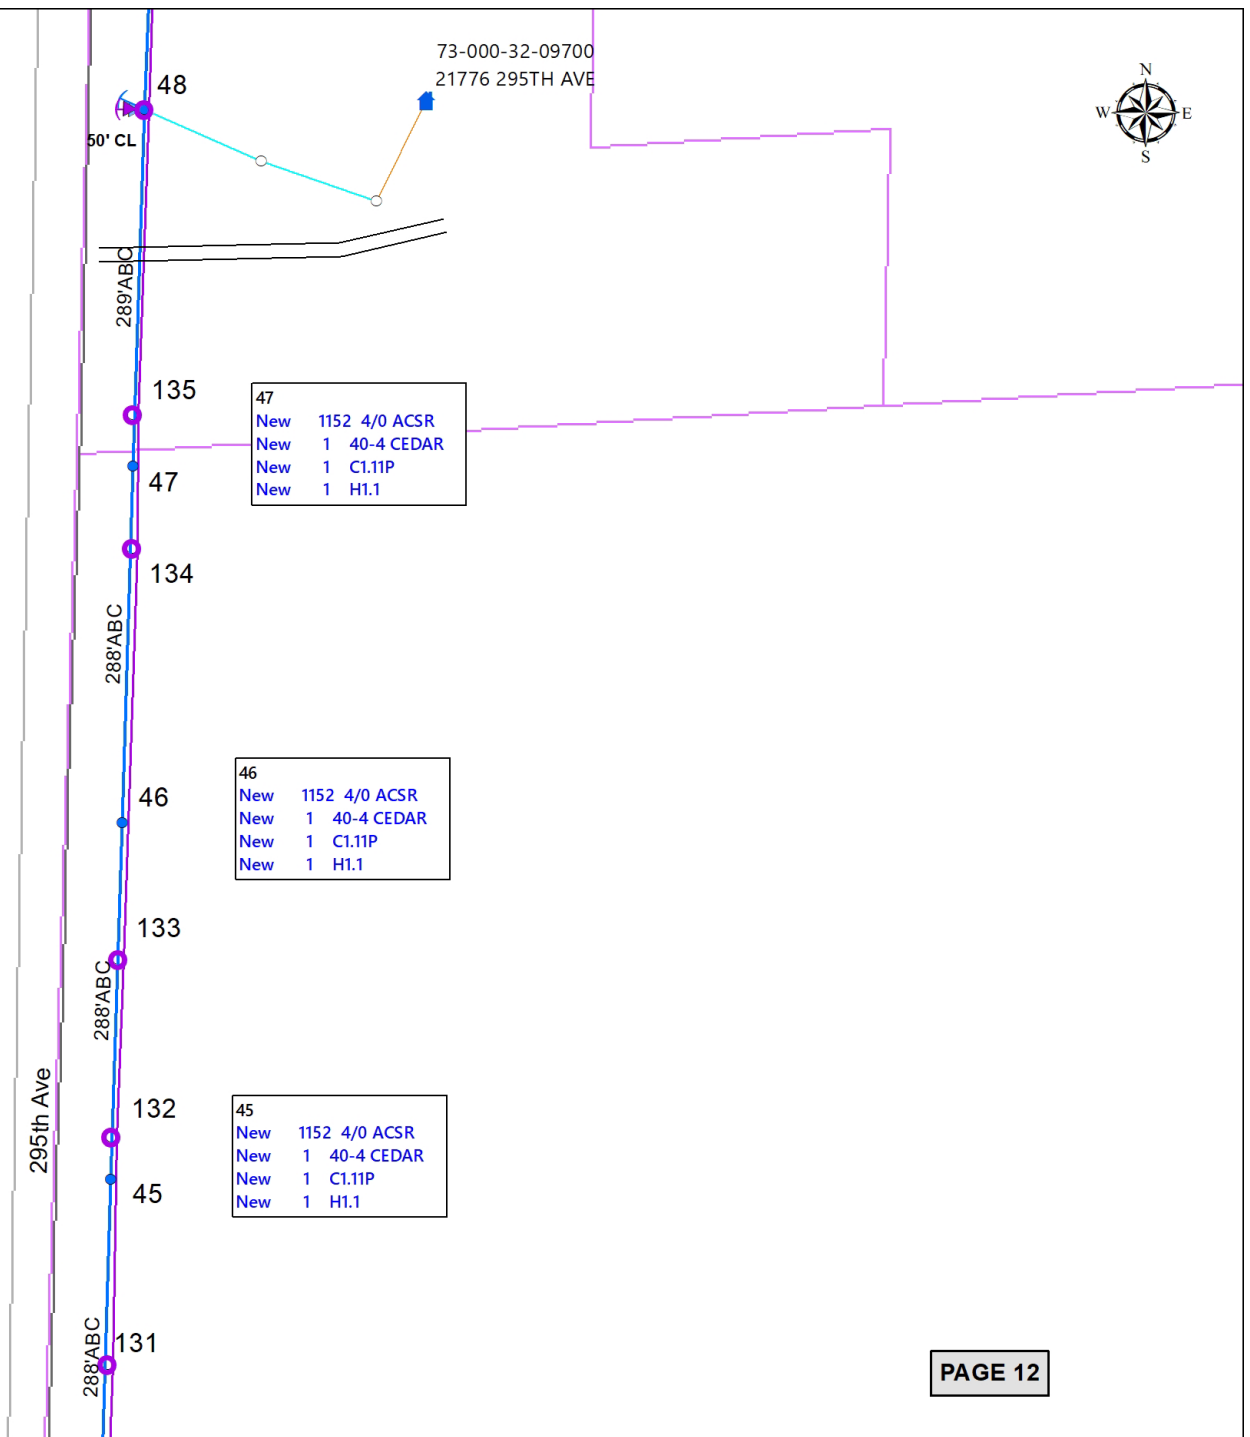 73-000-32-09700
21776 295TH AVE
N
W E
S
48
50' CL
289'ABC
135
47
New 1152 4/0 ACSR
New 1 40-4 CEDAR
New 1 C1.11P
New 1 H1.1
47
134
288'ABC
46
46
New 1152 4/0 ACSR
New 1 40-4 CEDAR
New 1 C1.11P
New 1 H1.1
133
288'ABC
295th Ave
132
45
New 1152 4/0 ACSR
New 1 40-4 CEDAR
New 1 C1.11P
New 1 H1.1
45
131
288'ABC
PAGE 12